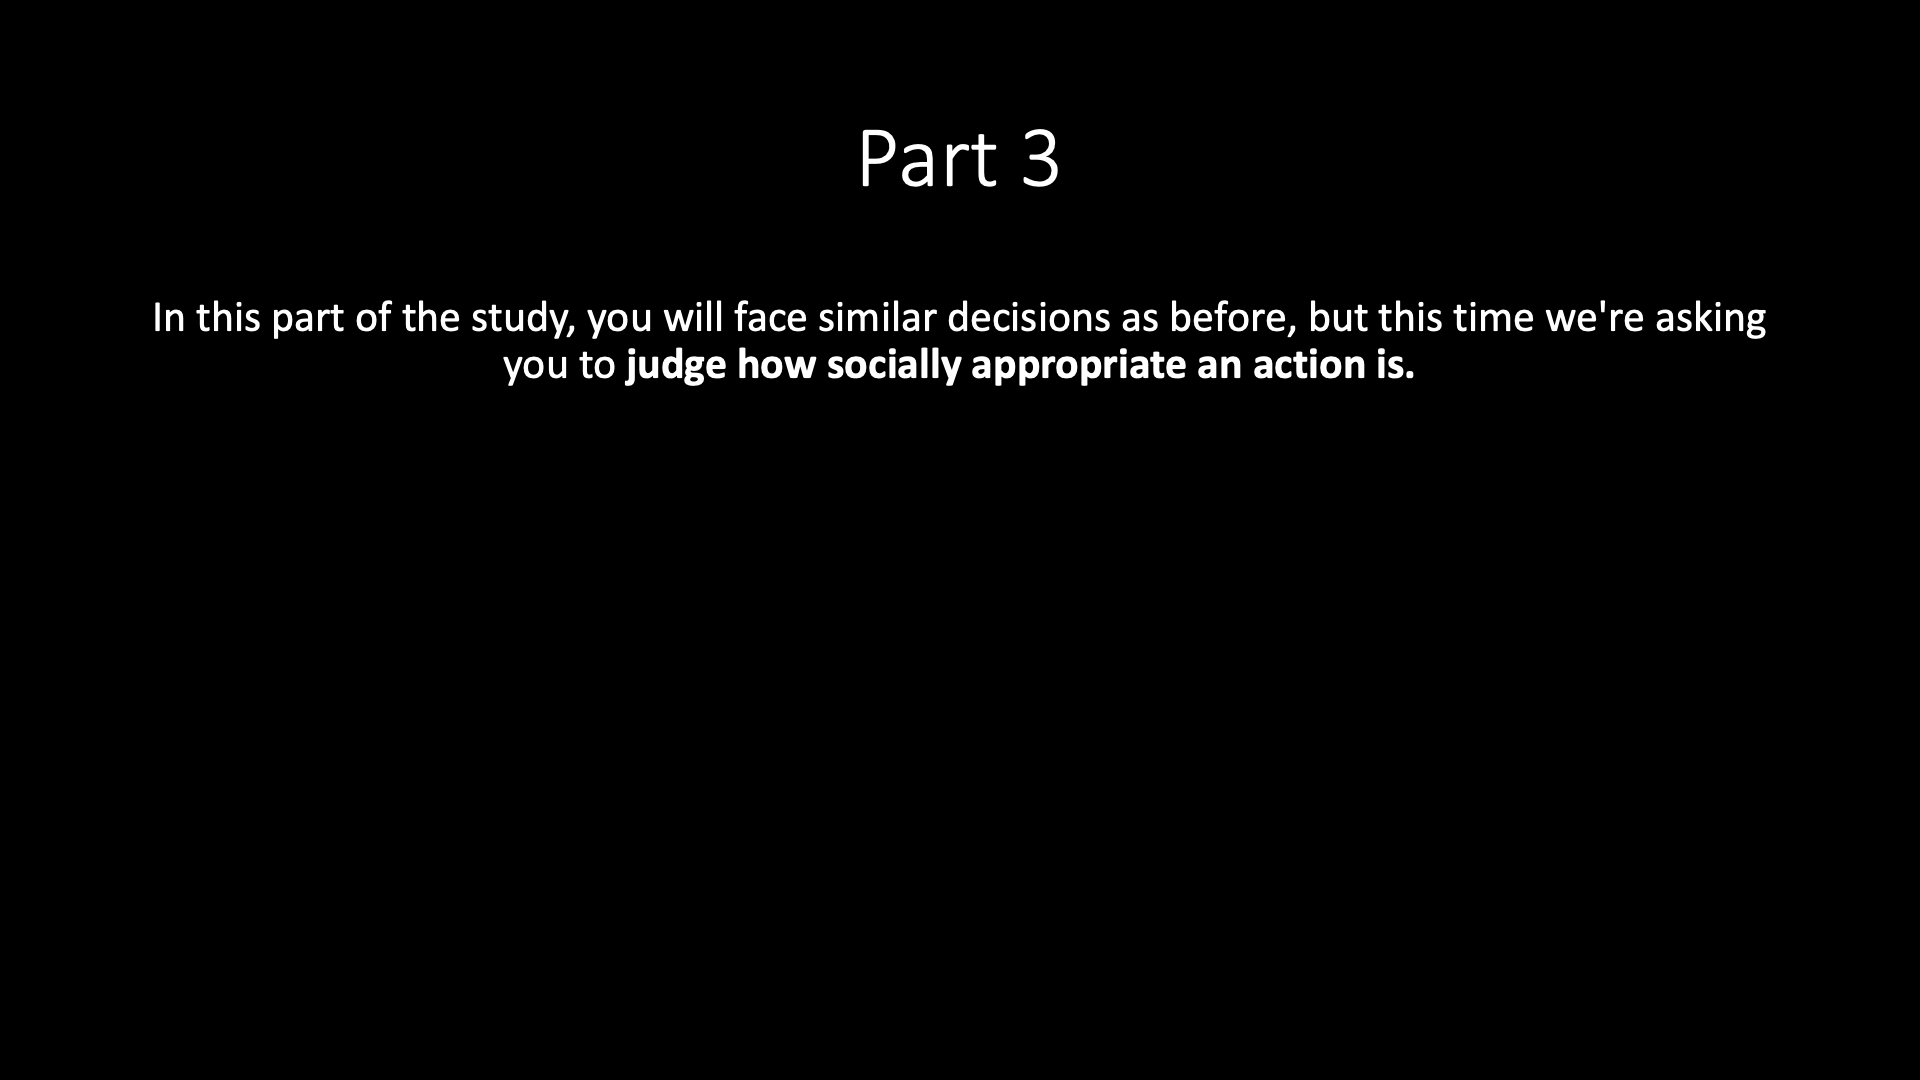 Part 3
In this part of the study, you will face similar decisions as before, but this time we're asking
you to judge how socially appropriate an action is.